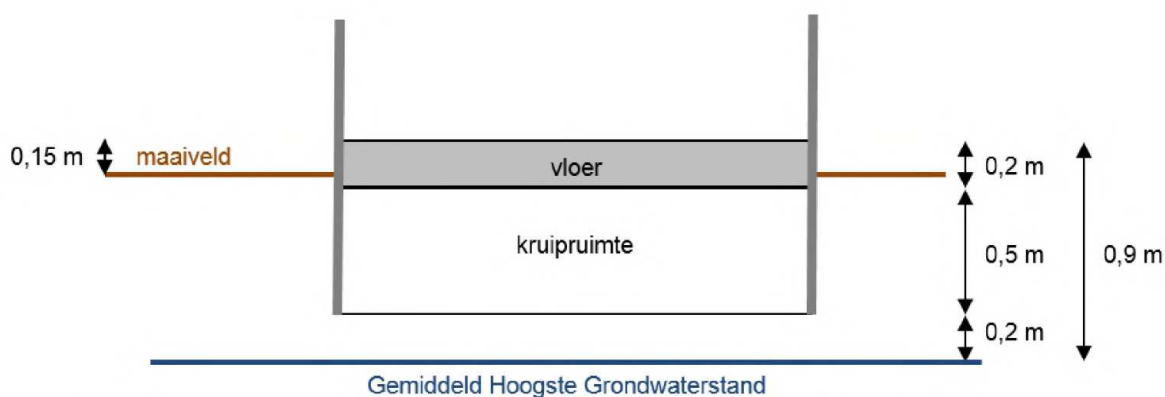 0,15 m
maaiveld
vloer
0,2 m
kruipruimte
0,5 m
0,9 m
0,2 m
Gemiddeld Hoogste Grondwaterstand